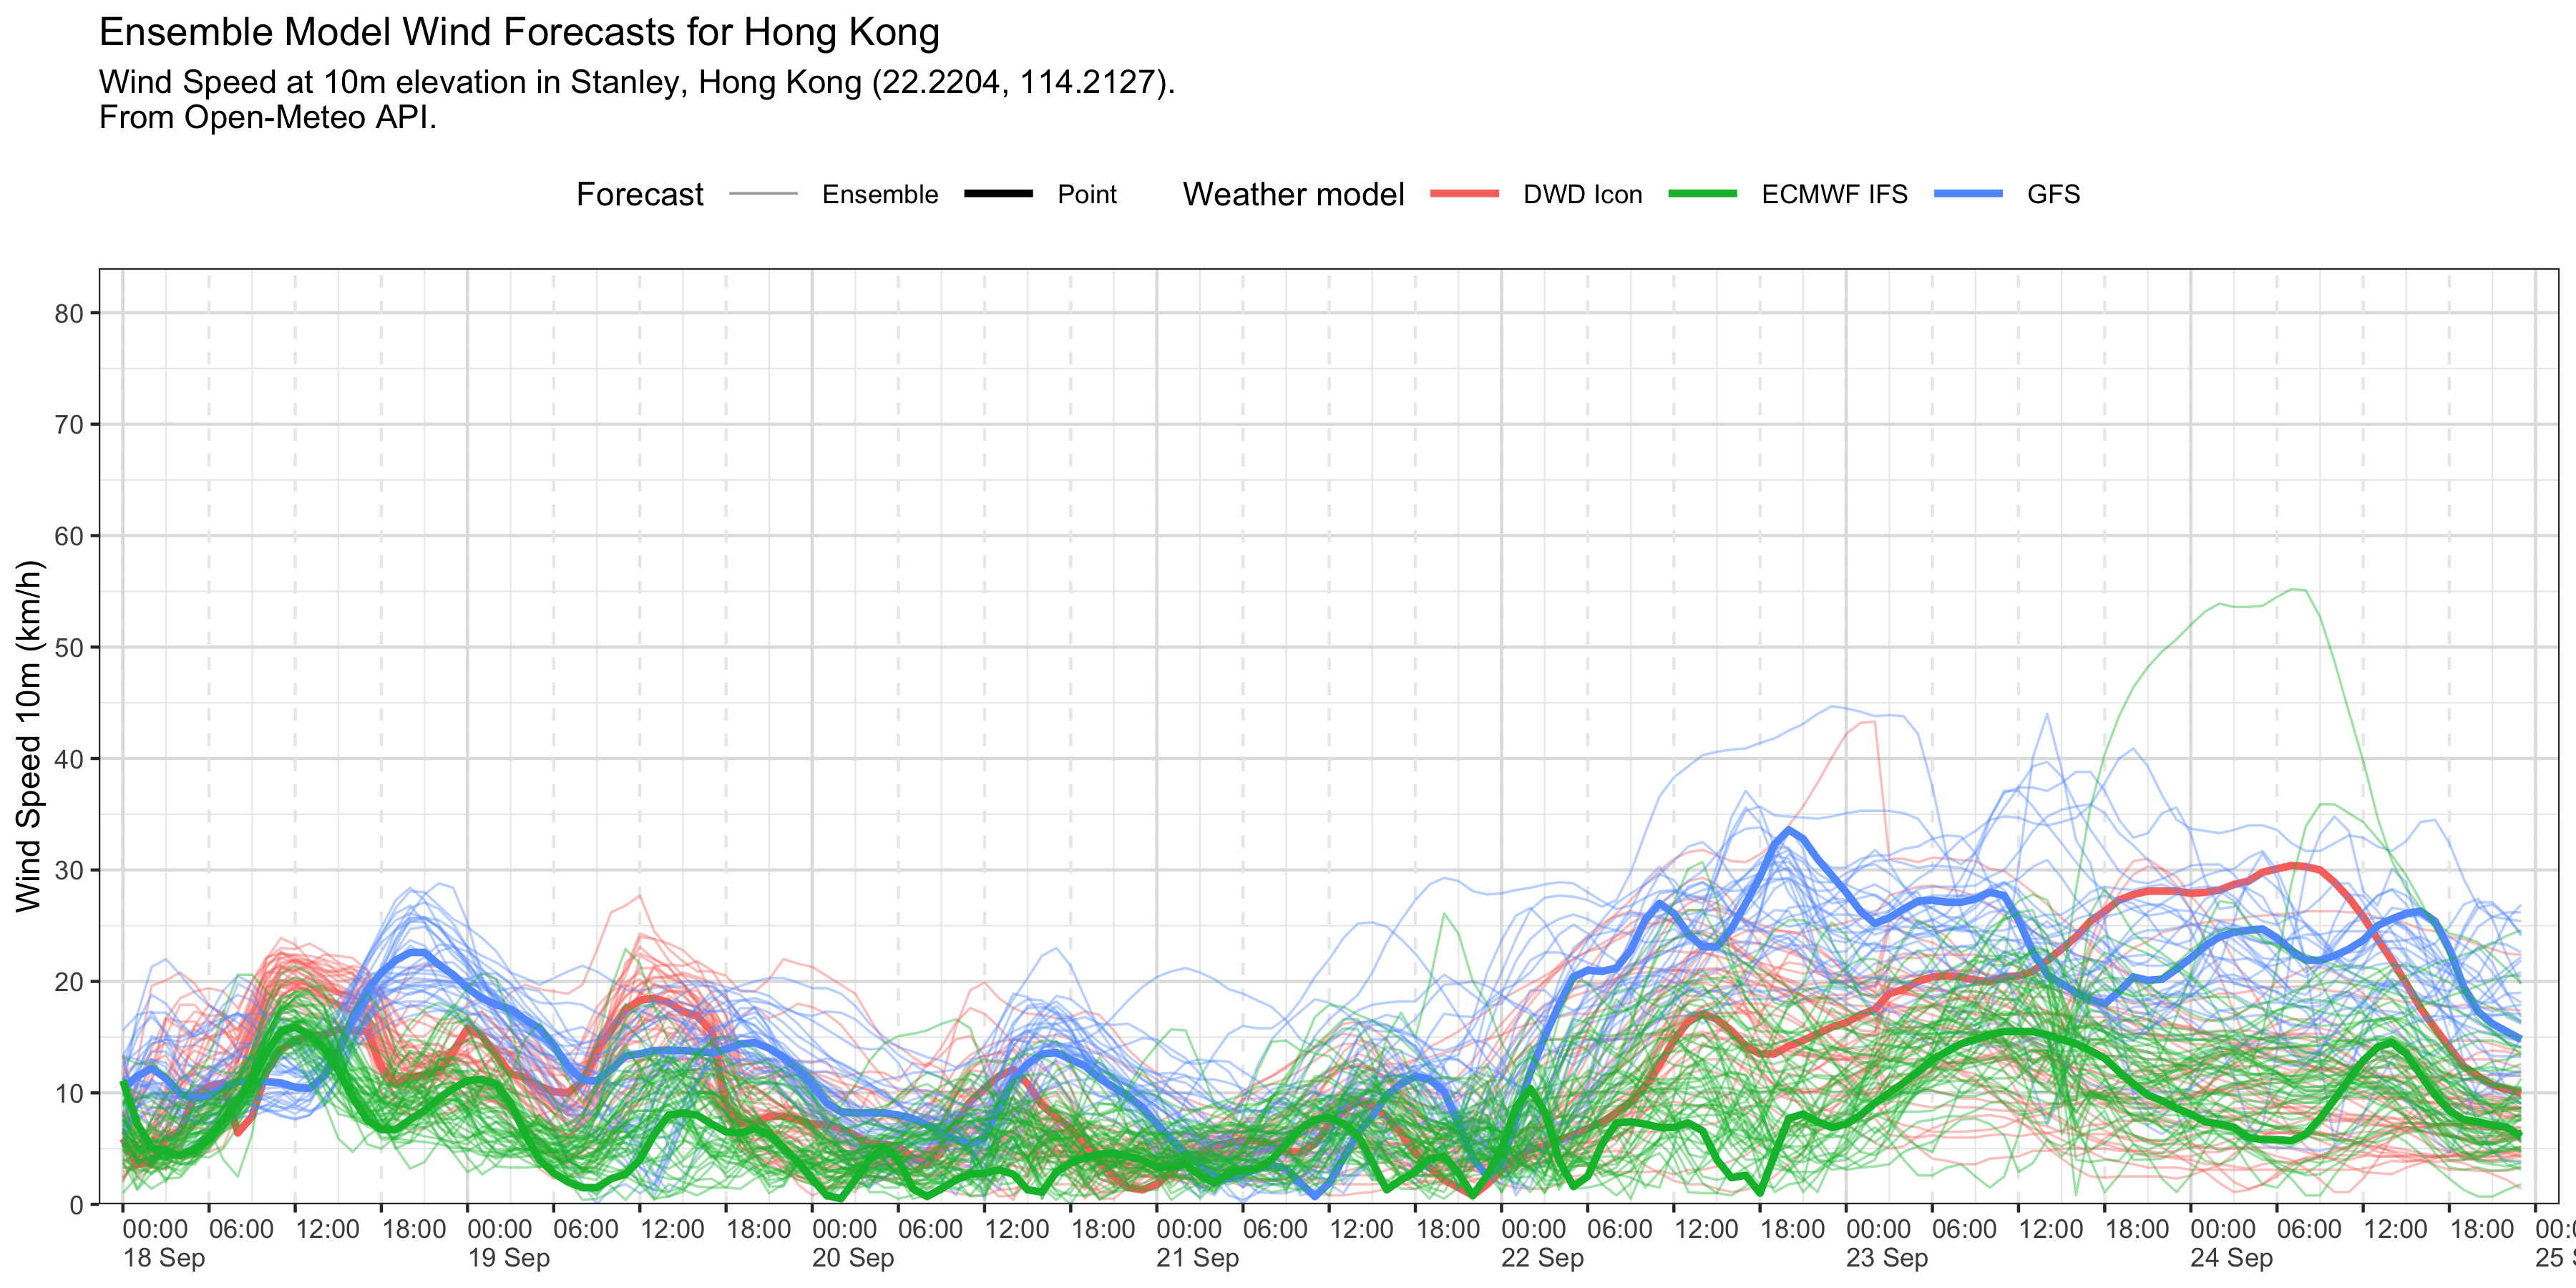 Ensemble Model Wind Forecasts for Hong Kong
Wind Speed at 10m elevation in Stanley, Hong Kong (22.2204, 114.2127).
From Open-Meteo API.
Forecast Ensemble Point Weather model DWD Icon ECMWF IFS GFS
Wind Speed 10m (km/h)
80
70
60
50
40
30
20
10
0
00:00 06:00 12:00 18:00 00:00 06:00 12:00 18:00 00:00 06:00 12:00 18:00 00:00 06:00 12:00 18:00 00:00 06:00 12:00 18:00 00:00 06:00 12:00 18:00 00:00 06:00 12:00 18:00 00:
18 Sep 19 Sep 20 Sep 21 Sep 22 Sep 23 Sep 24 Sep 25